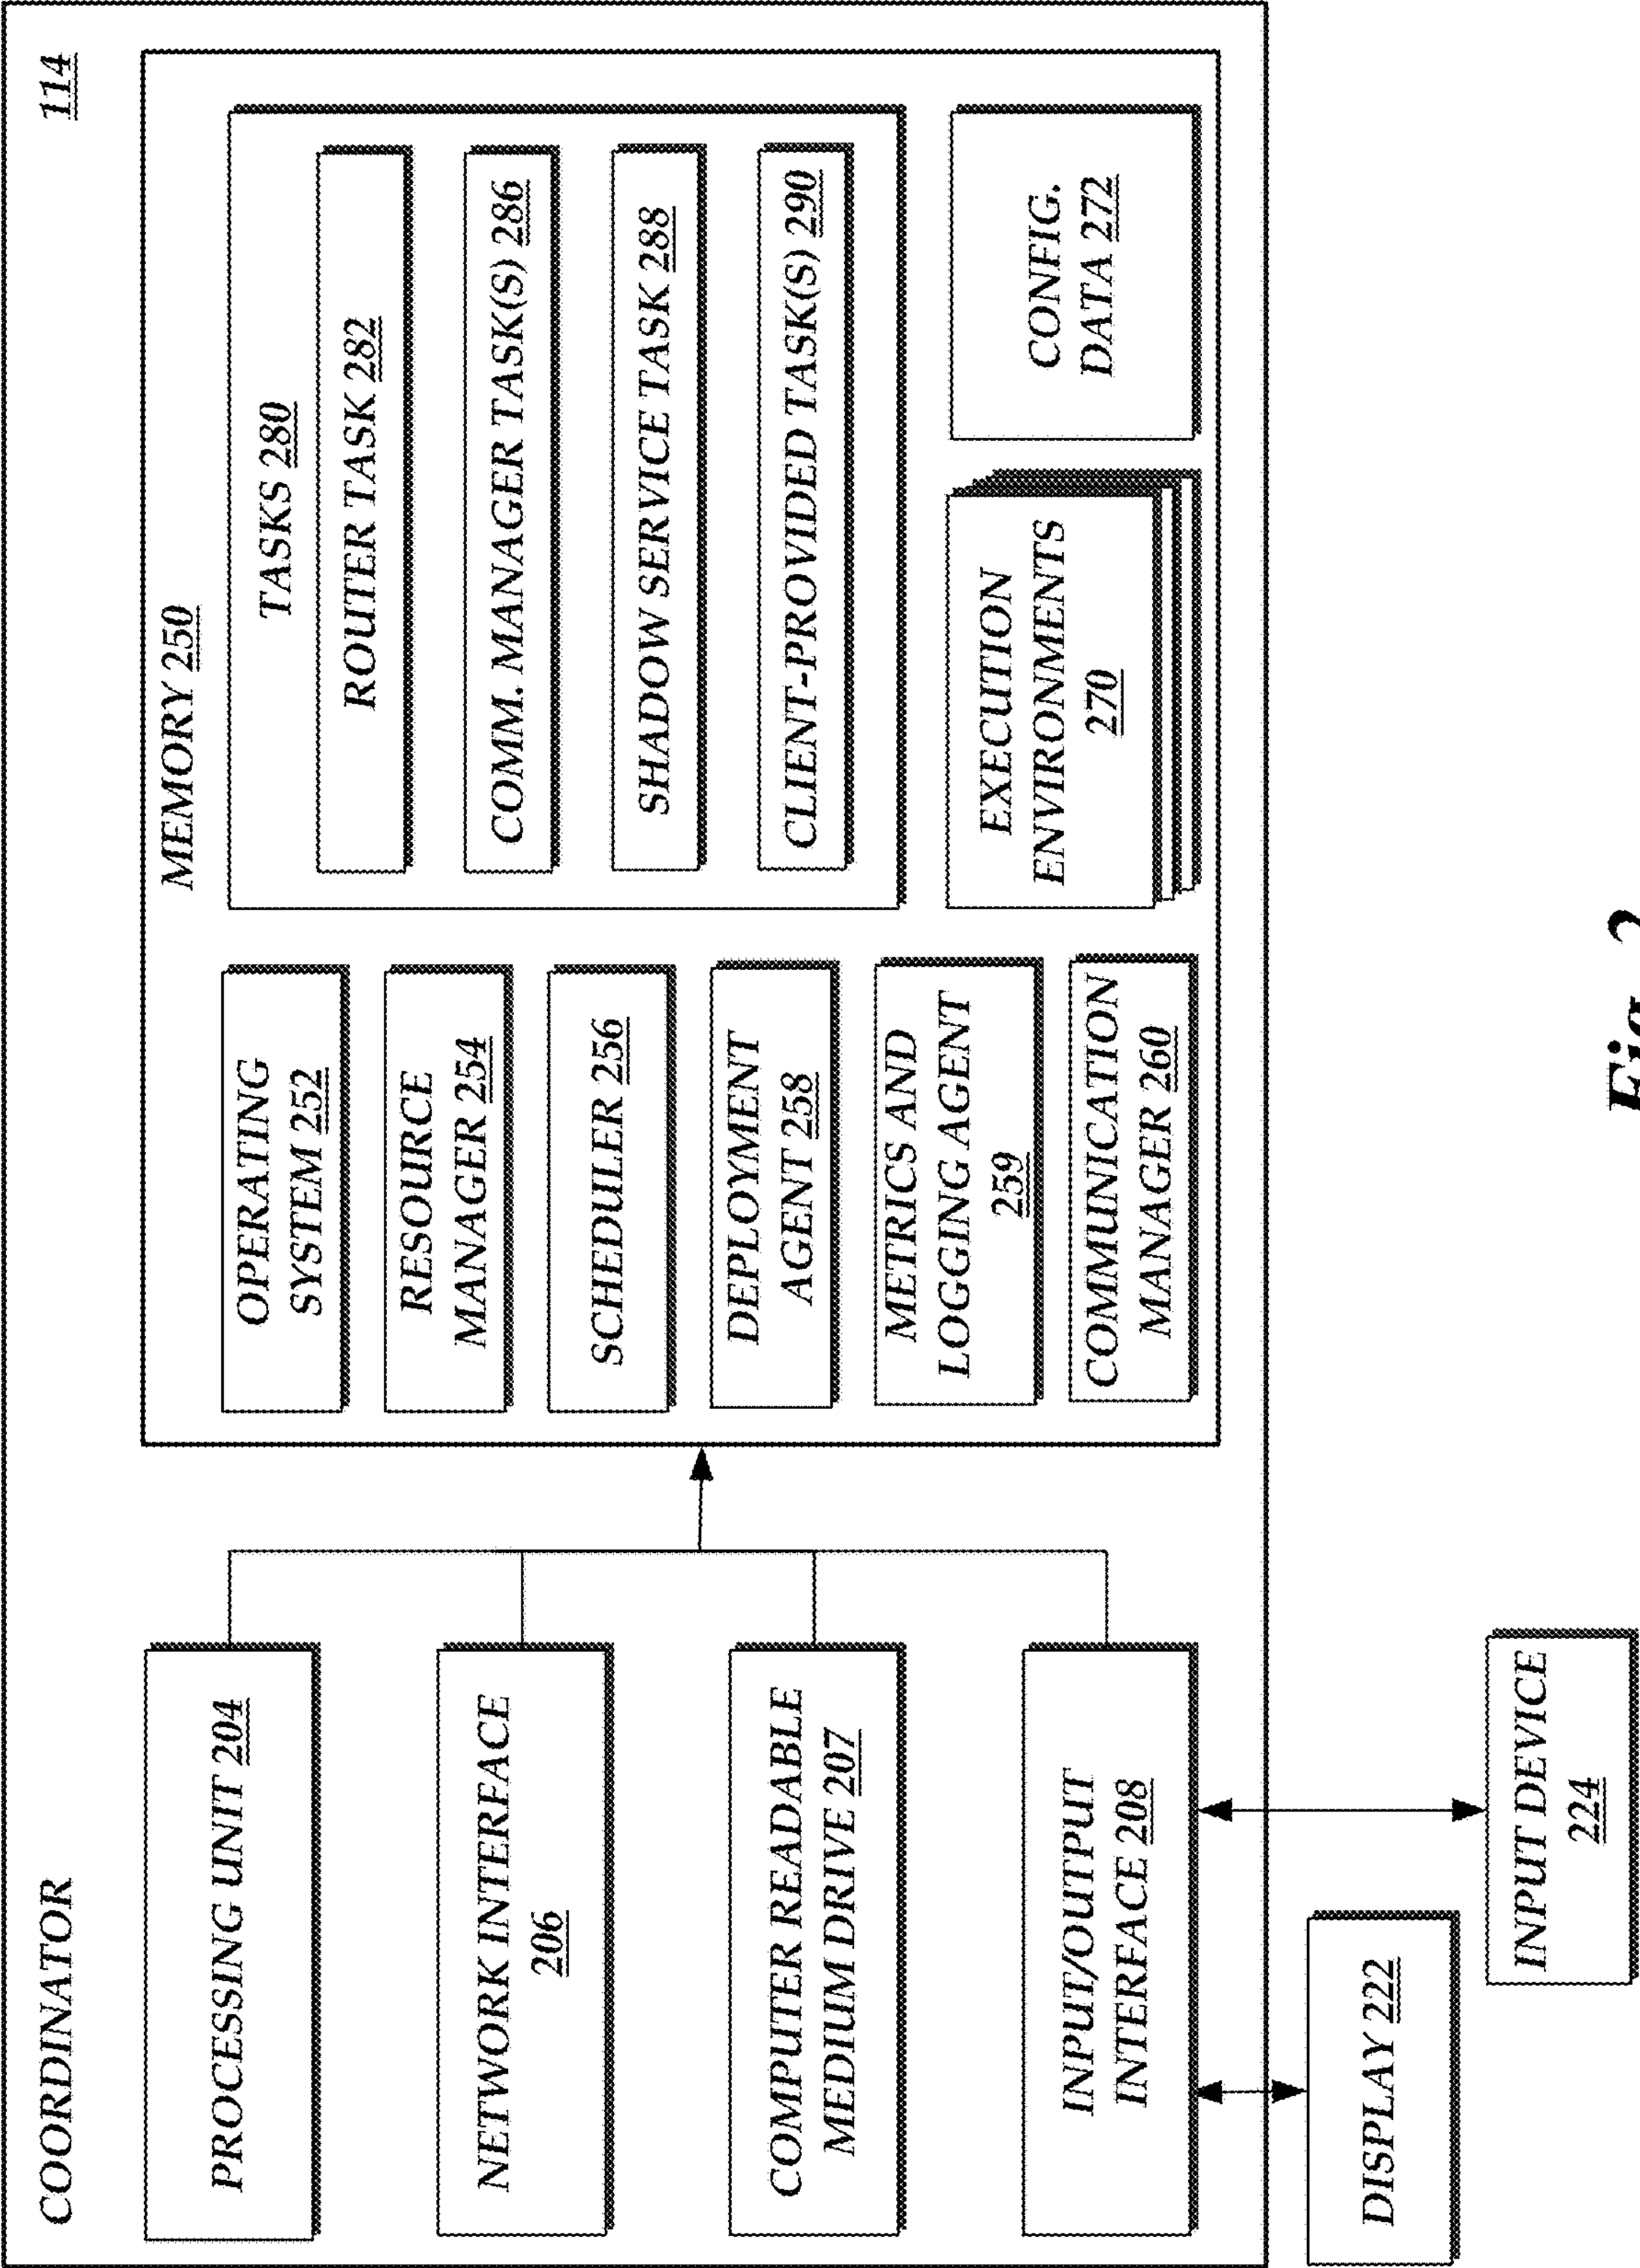 COORDINATOR
114
PROCESSING UNIT 204
NETWORK INTERFACE
206
COMPUTER READABLE
MEDIUM DRIVE 207
INPUT/OUTPUT
INTERFACE 208
MEMORY 250
OPERATING
SYSTEM 252
RESOURCE
MANAGER 254
SCHEDULER 256
DEPLOYMENT
AGENT 258
METRICS AND
LOGGING AGENT
259
COMMUNICATION
MANAGER 260
TASKS 280
ROUTER TASK 282
COMM. MANAGER TASK(S) 286
SHADOW SERVICE TASK 288
CLIENT-PROVIDED TASK(S) 290
EXECUTION
ENVIRONMENTS
270
CONFIG.
DATA 272
DISPLAY 222
INPUT DEVICE
224
Fig. 2